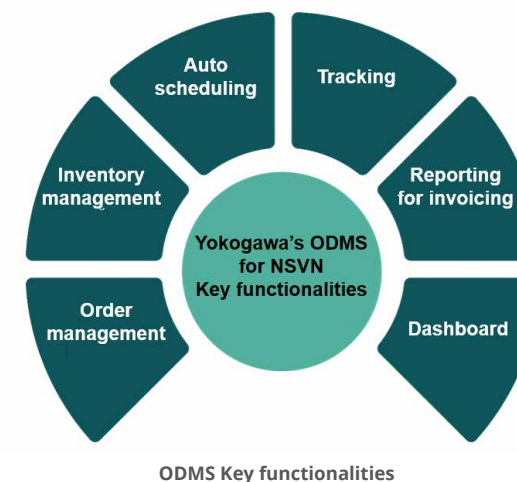 Auto
scheduling
Tracking
Inventory
management
Reporting
for invoicing
Yokogawa's ODMS
for NSVN
Key functionalities
Order
management
Dashboard
ODMS Key functionalities